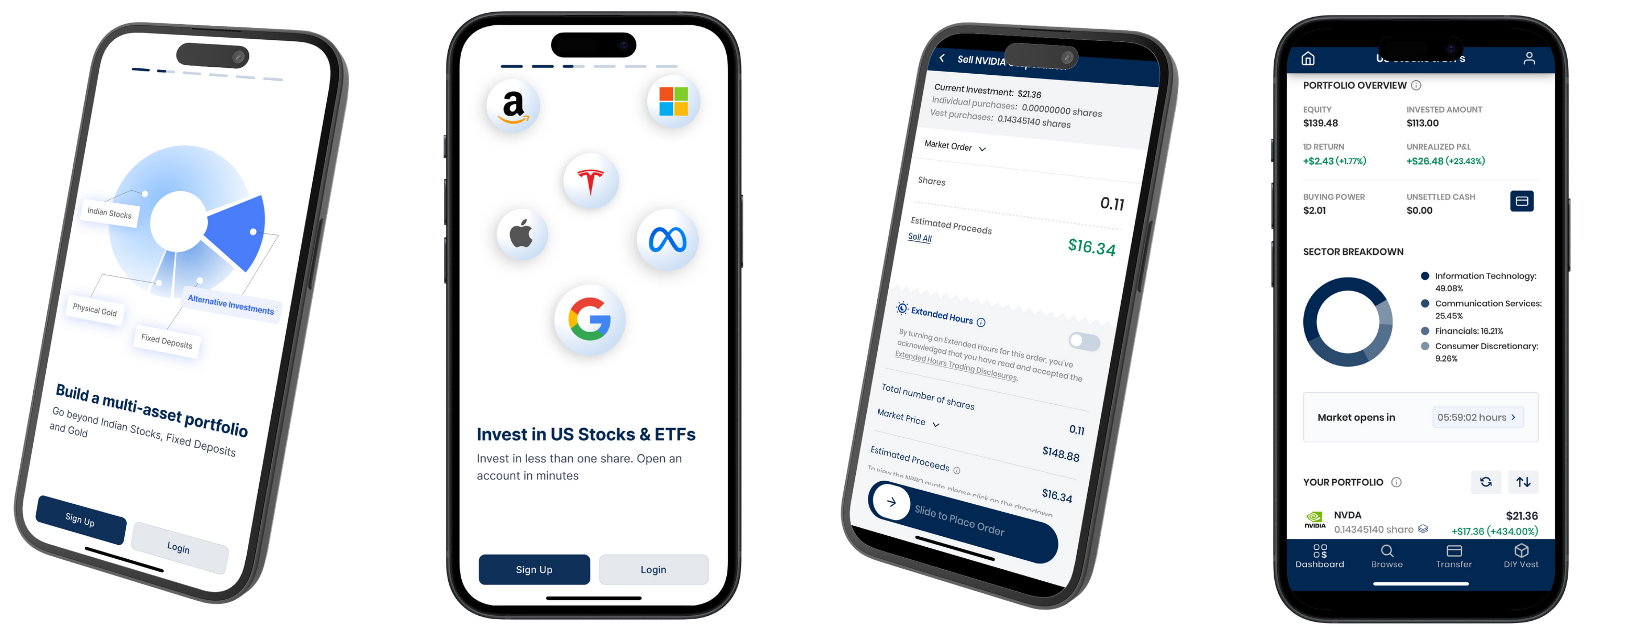 Indian Stocks
Alternative Investments
Physical Gold
Fixed Deposits
Build a multi-asset portfolio
Go beyond Indian Stocks, Fixed Deposits
and Gold
Sign Up
Login
a
Invest in US Stocks & ETFs
Invest in less than one share. Open an
account in minutes
Sign Up
Login
Sell NVIDIA
Current Investment: $21.36
Individual purchases: 0.00000000 shares
Vest purchases: 0.14345140 shares
Market Order
Shares
0.11
Estimated Proceeds
$16.34
Sell All
Extended Hours
By turning on Extended Hours for this order, you've
acknowledged that you have read and accepted the
Extended Hours Trading Disclosures.
Total number of shares
0.11
Market Price
$148.88
Estimated Proceeds
$16.34
To view the NBBO quote, please click on the dropdown
Slide to Place Order
PORTFOLIO OVERVIEW
EQUITY
INVESTED AMOUNT
$139.48
$113.00
1D RETURN
UNREALIZED P&L
+$2.43 (+1.77%)
+$26.48 (+23.43%)
BUYING POWER
UNSETTLED CASH
$2.01
$0.00
SECTOR BREAKDOWN
Information Technology:
49.08%
Communication Services:
25.45%
Financials: 16.21%
Consumer Discretionary:
9.26%
Market opens in
05:59:02 hours
YOUR PORTFOLIO
NVIDIA
NVDA
$21.36
0.14345140 share
+$17.36 (+434.00%)
Dashboard
Browse
Transfer
DIY Vest